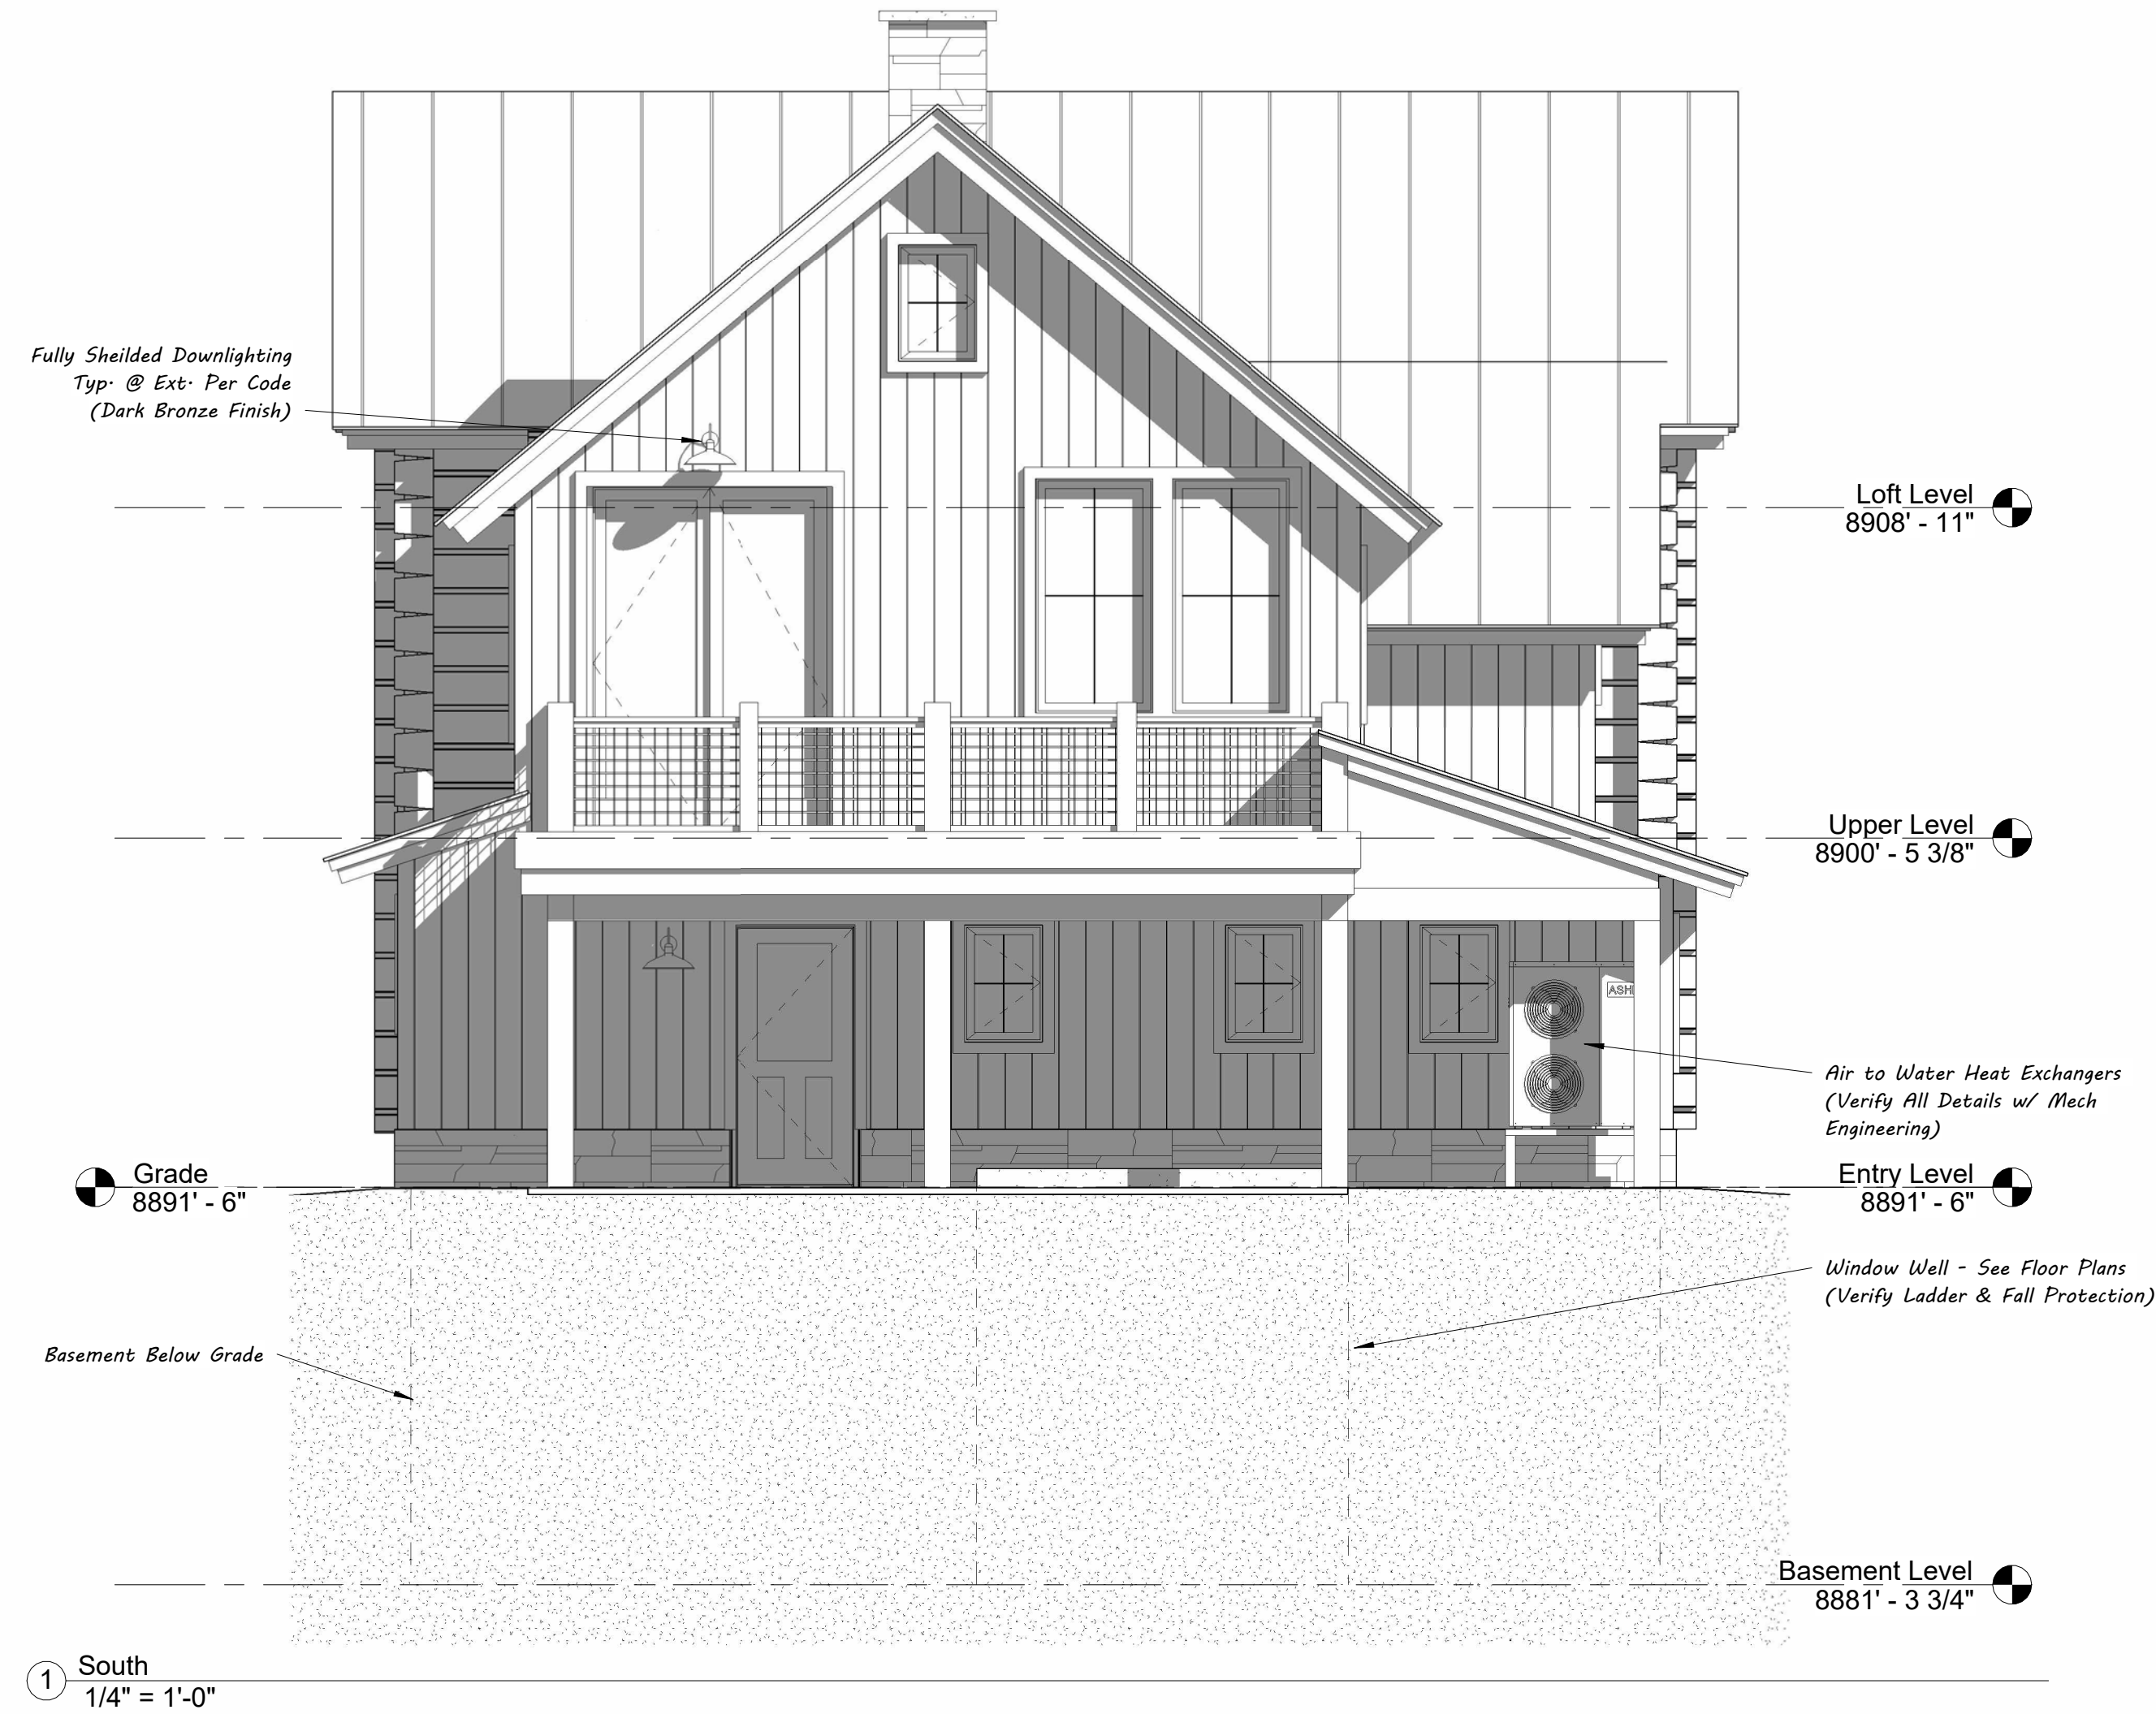 Fully Sheilded Downlighting
Typ. @ Ext. Per Code
(Dark Bronze Finish)
Loft Level
8908' - 11"
Upper Level
8900' - 5 3/8"
ASH
Air to Water Heat Exchangers
(Verify All Details w/ Mech
Engineering)
Grade
8891' - 6"
Entry Level
8891' - 6"
Window Well - See Floor Plans
(Verify Ladder & Fall Protection)
Basement Below Grade
Basement Level
8881' - 3 3/4"
1
South
1/4" = 1'-0"